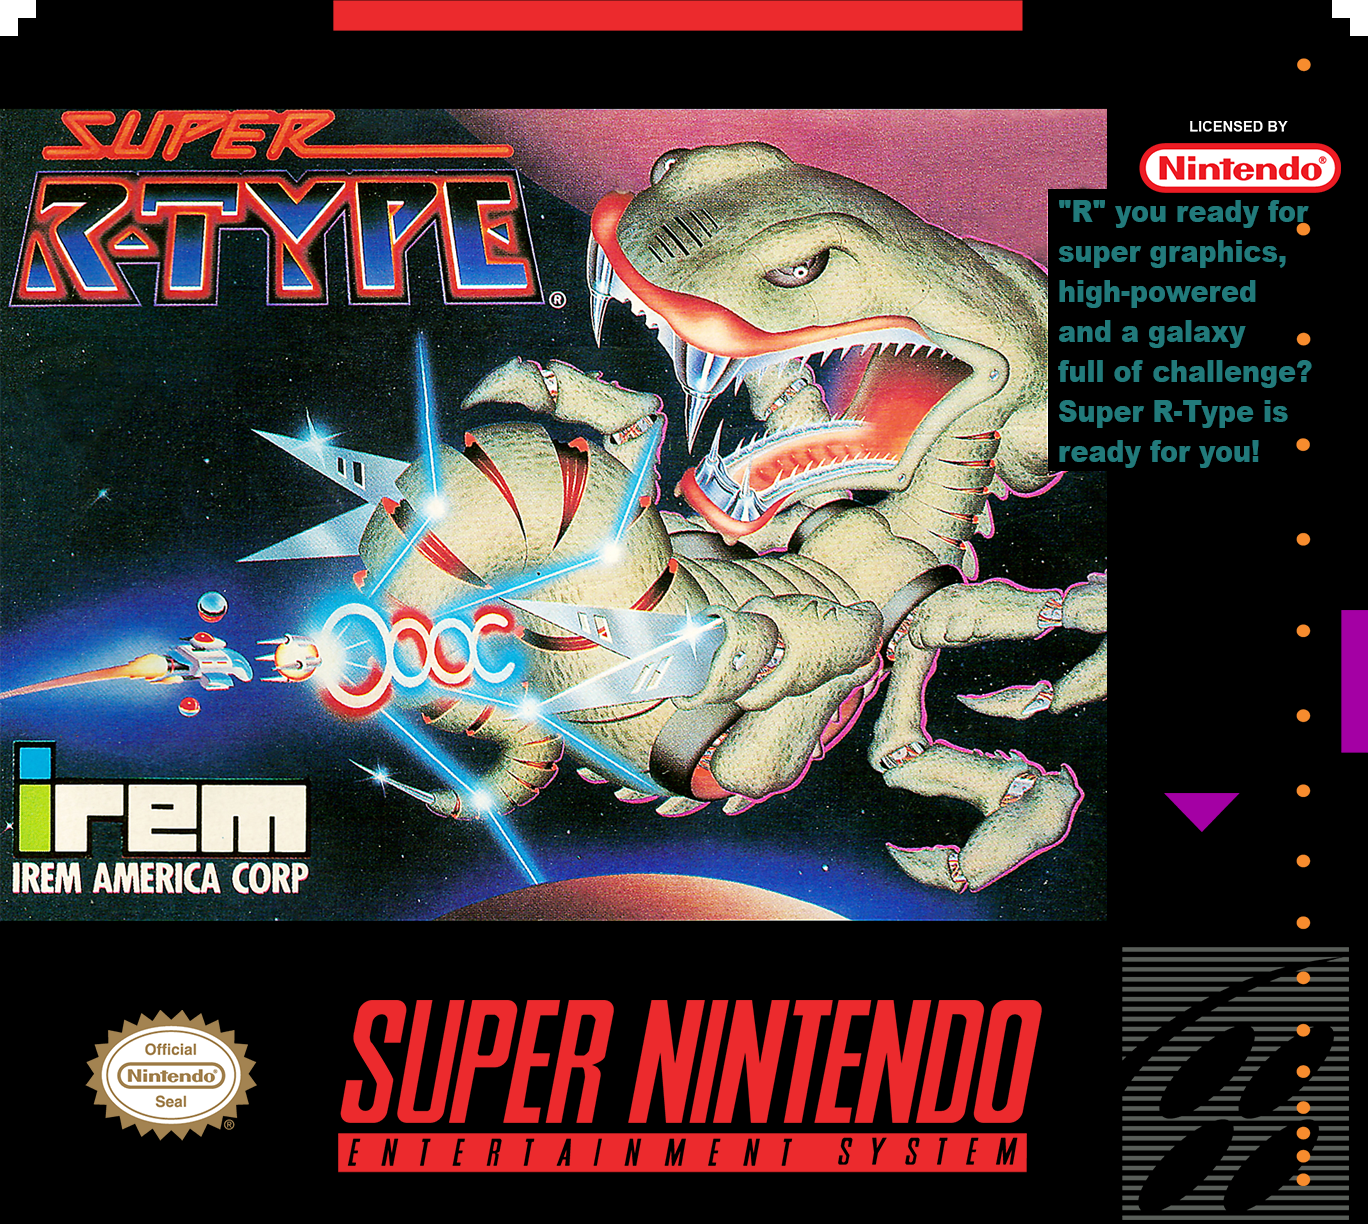 SUPER
R-TYPE®
LICENSED BY
Nintendo®
"R" you ready for
super graphics,
high-powered
and a galaxy
full of challenge?
Super R-Type is
ready for you!
irem
IREM AMERICA CORP
Official
Nintendo®
Seal
®
SUPER NINTENDO
ENTERTAINMENT SYSTEM